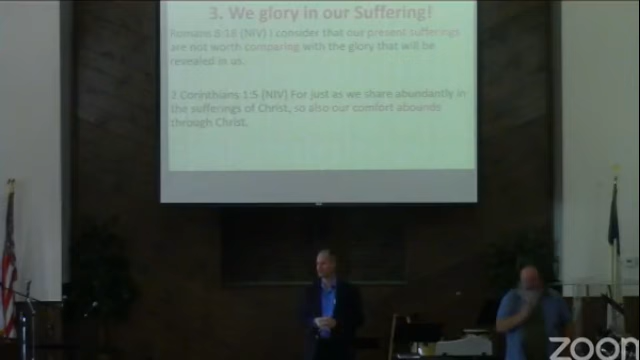 3. We glory in our Suffering!
Romans 8:18 (NIV) I consider that our present sufferings
are not worth comparing with the glory that will be
revealed in us.
2 Corinthians 1:5 (NIV) For just as we share abundantly in
the sufferings of Christ, so also our comfort abounds
through Christ.
zoom